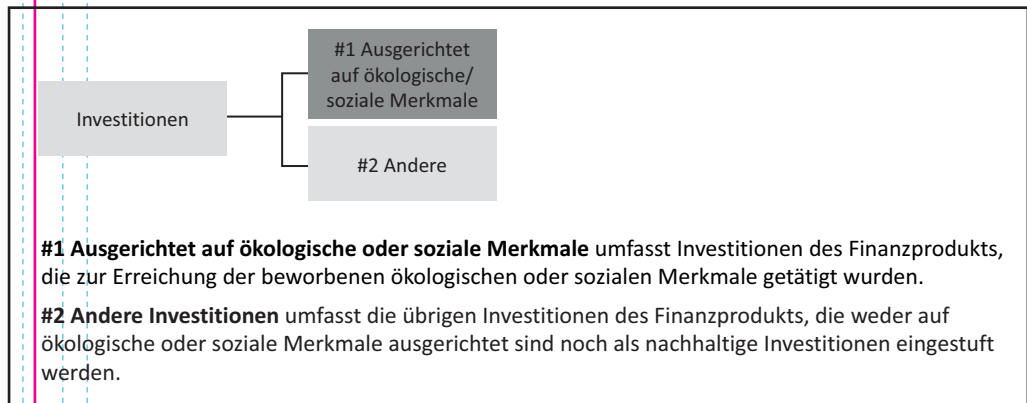 #1 Ausgerichtet
auf ökologische/
soziale Merkmale
Investitionen
#2 Andere
#1 Ausgerichtet auf ökologische oder soziale Merkmale umfasst Investitionen des Finanzprodukts,
die zur Erreichung der beworbenen ökologischen oder sozialen Merkmale getätigt wurden.
#2 Andere Investitionen umfasst die übrigen Investitionen des Finanzprodukts, die weder auf
ökologische oder soziale Merkmale ausgerichtet sind noch als nachhaltige Investitionen eingestuft
werden.